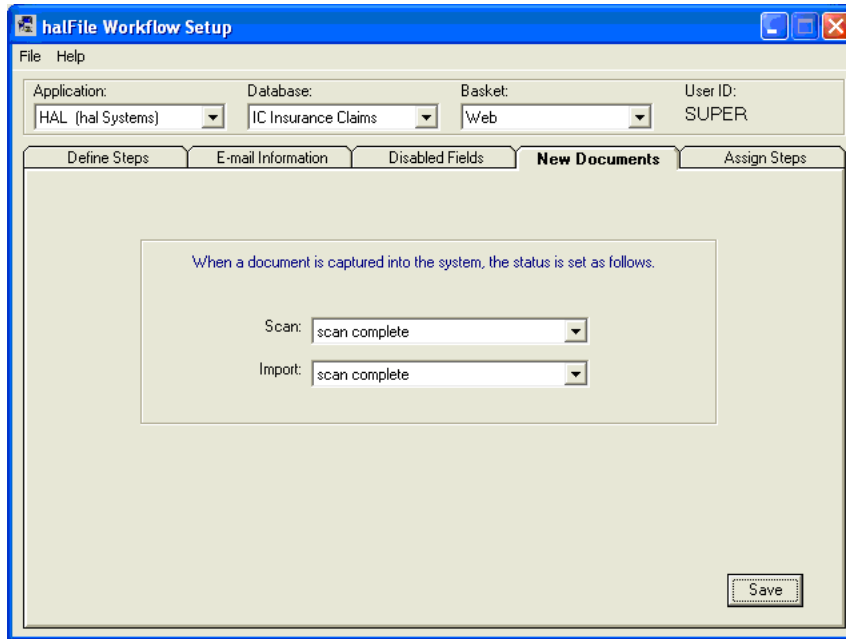 halFile Workflow Setup
File Help
Application: Database: Basket: User ID:
HAL (hal Systems) IC Insurance Claims Web SUPER
Define Steps E-mail Information Disabled Fields New Documents Assign Steps
When a document is captured into the system, the status is set as follows.
Scan: scan complete
Import: scan complete
Save